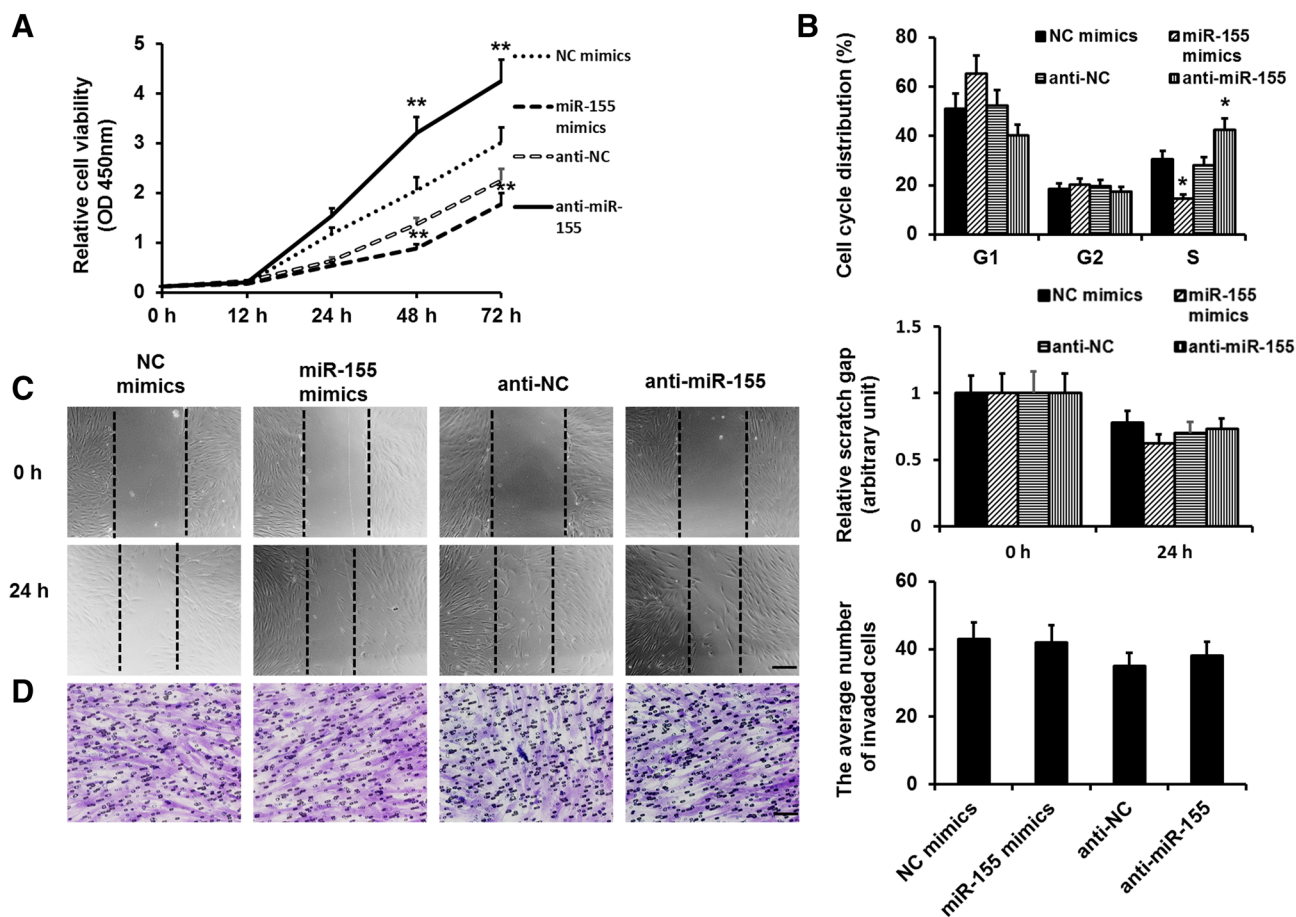 A
Relative cell viability
(OD 450nm)
5
4
3
2
1
0
0 h
12 h
24 h
48 h
72 h
**
**
**
**
NC mimics
miR-155
mimics
anti-NC
anti-miR-
155
B
Cell cycle distribution (%)
80
60
40
20
0
NC mimics
miR-155
mimics
anti-NC
anti-miR-155
*
*
G1
G2
S
C
NC
mimics
miR-155
mimics
anti-NC
anti-miR-155
0 h
24 h
Relative scratch gap
(arbitrary unit)
1.5
1
0.5
0
NC mimics
miR-155
mimics
anti-NC
anti-miR-155
0 h
24 h
D
The average number
of invaded cells
60
40
20
0
NC mimics
miR-155 mimics
anti-NC
anti-miR-155